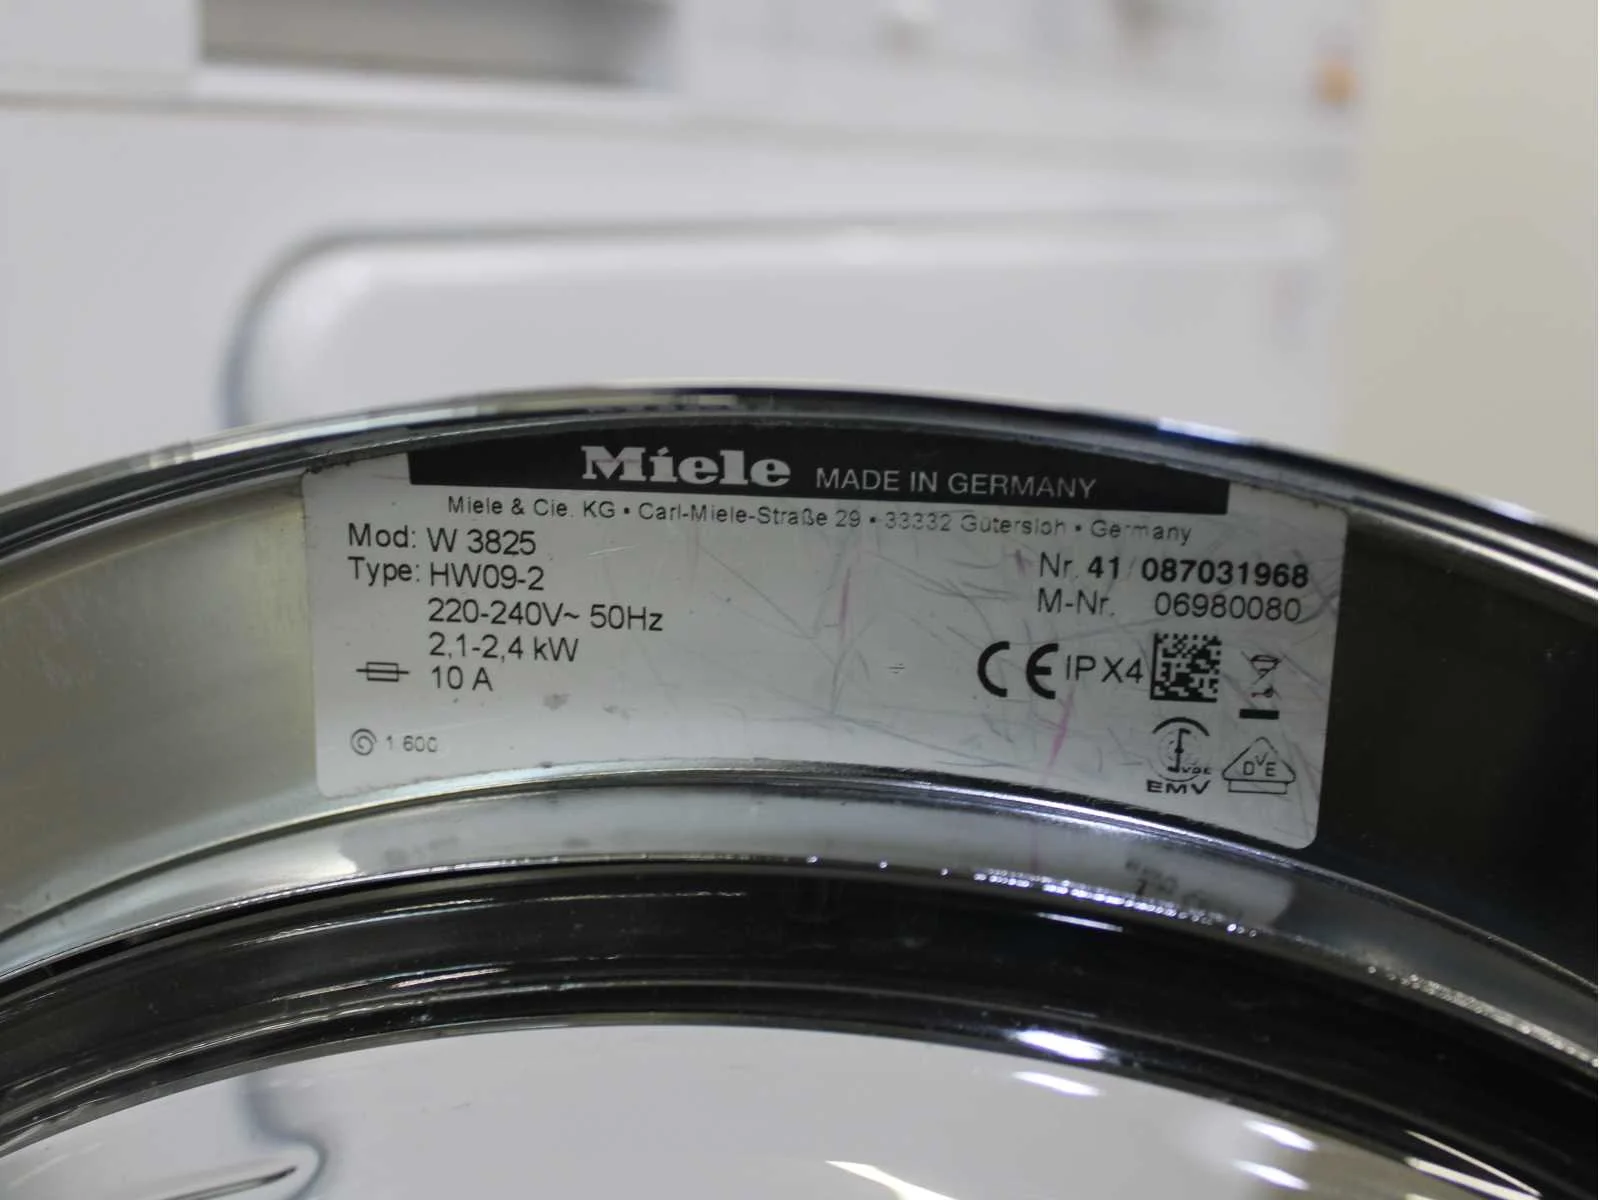 Miele MADE IN GERMANY
Miele & Cie. KG • Carl-Miele-Straße 29 • 33332 Gütersloh • Germany
Mod: W 3825
Type: HW09-2
220-240V~ 50Hz
2,1-2,4 kW
10 A
1 600
Nr. 41/087031968
M-Nr. 06980080
CE IPX4
VDE
EMV
DVE